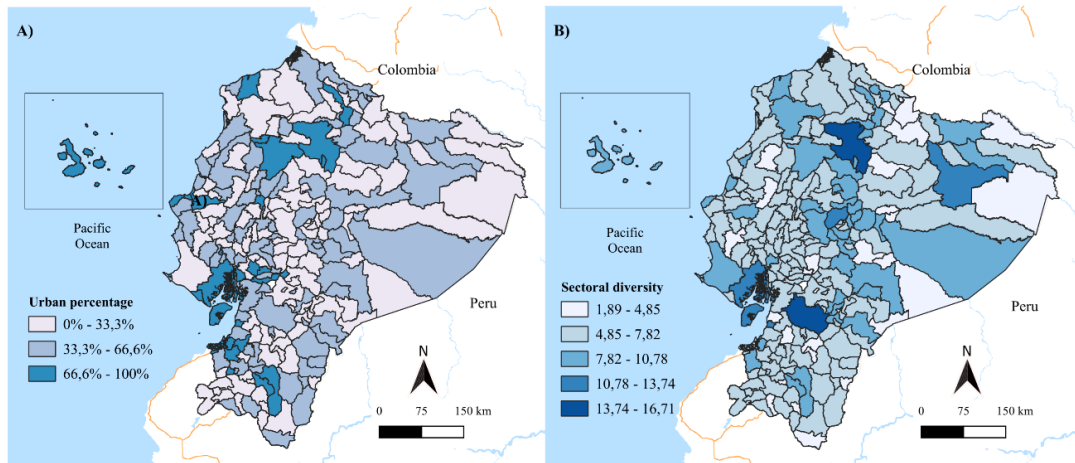 A)
Colombia
Pacific
Ocean
A)
Peru
Urban percentage
0% - 33,3%
33,3% - 66,6%
66,6% - 100%
N
0 75 150 km
B)
Colombia
Pacific
Ocean
Peru
Sectoral diversity
1,89 - 4,85
4,85 - 7,82
7,82 - 10,78
10,78 - 13,74
13,74 - 16,71
N
0 75 150 km